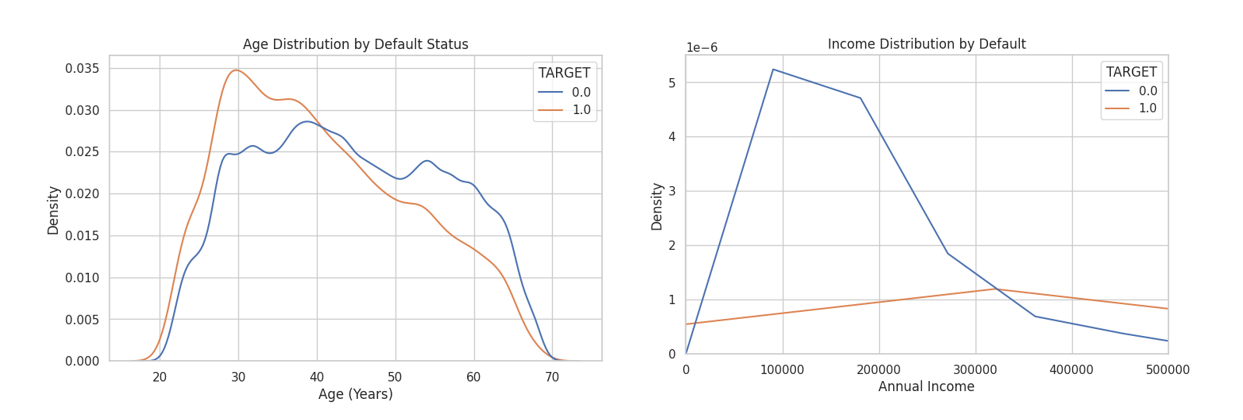 Age Distribution by Default Status
0.035
0.030
0.025
0.020
0.015
0.010
0.005
0.000
Density
20 30 40 50 60 70
Age (Years)
TARGET
0.0
1.0
Income Distribution by Default
1e−6
5
4
3
2
1
0
Density
0 100000 200000 300000 400000 500000
Annual Income
TARGET
0.0
1.0